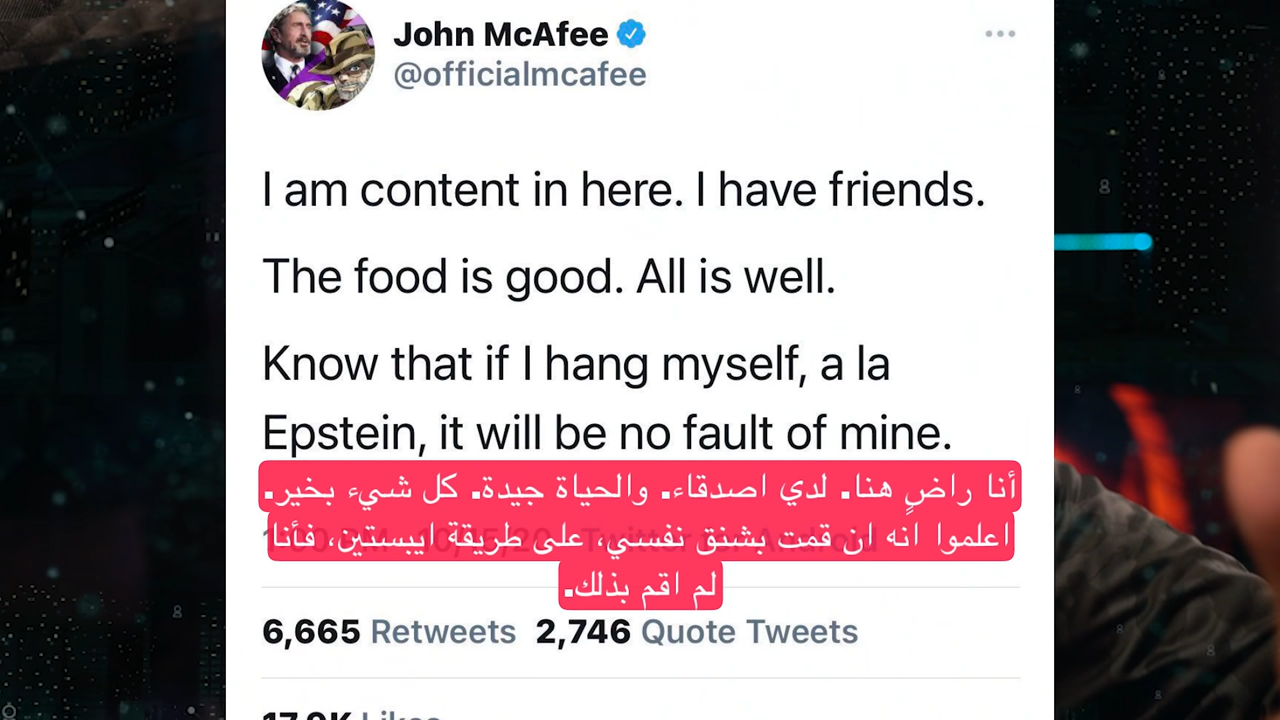 John McAfee
@officialmcafee
I am content in here. I have friends.
The food is good. All is well.
Know that if I hang myself, a la
Epstein, it will be no fault of mine.
أنا راضٍ هنا. لدي اصدقاء. والحياة جيدة. كل شيء بخير.
اعلموا انه ان قمت بشنق نفسي، على طريقة ايبستين، فأنا
لم اقم بذلك.
6,665 Retweets 2,746 Quote Tweets
Likes